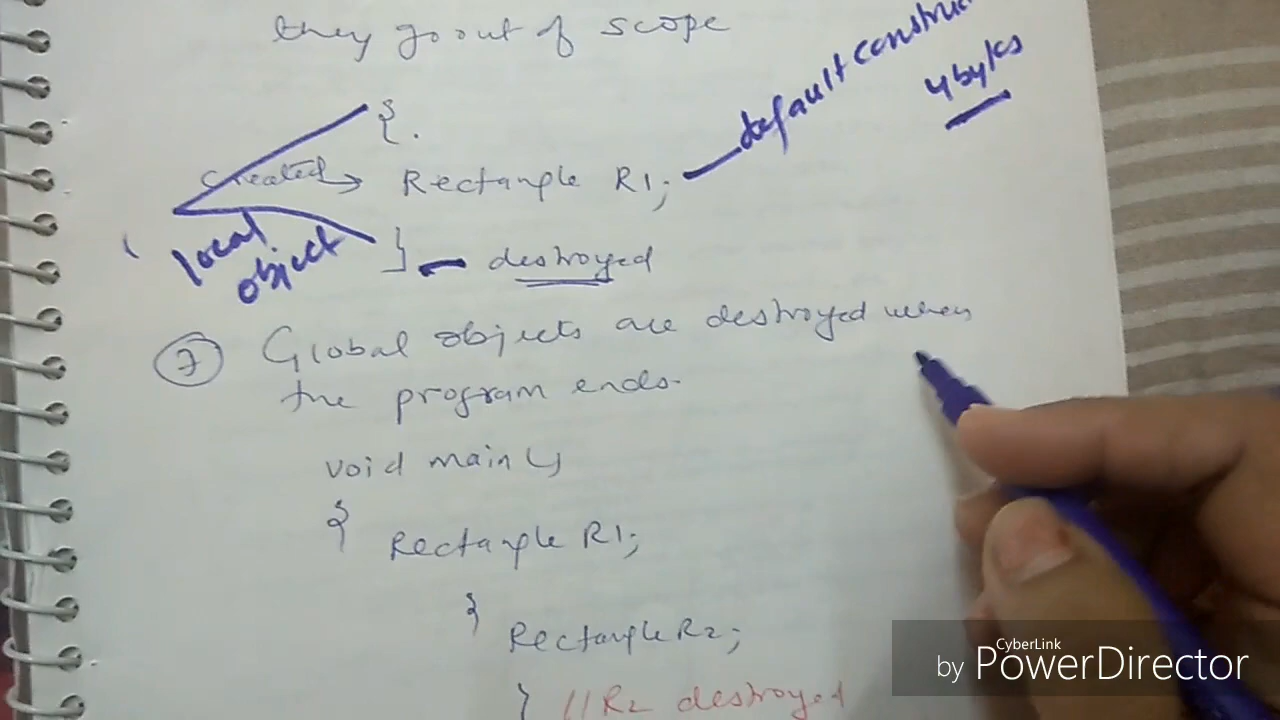 they go out of scope
default construc
4 bytes
{.
created → Rectangle R1;
local
object
} — destroyed
7 Global objects are destroyed when
the program ends.
void main()
{ Rectangle R1;
{ Rectangle R2;
} // R2 destroyed
CyberLink
by PowerDirector